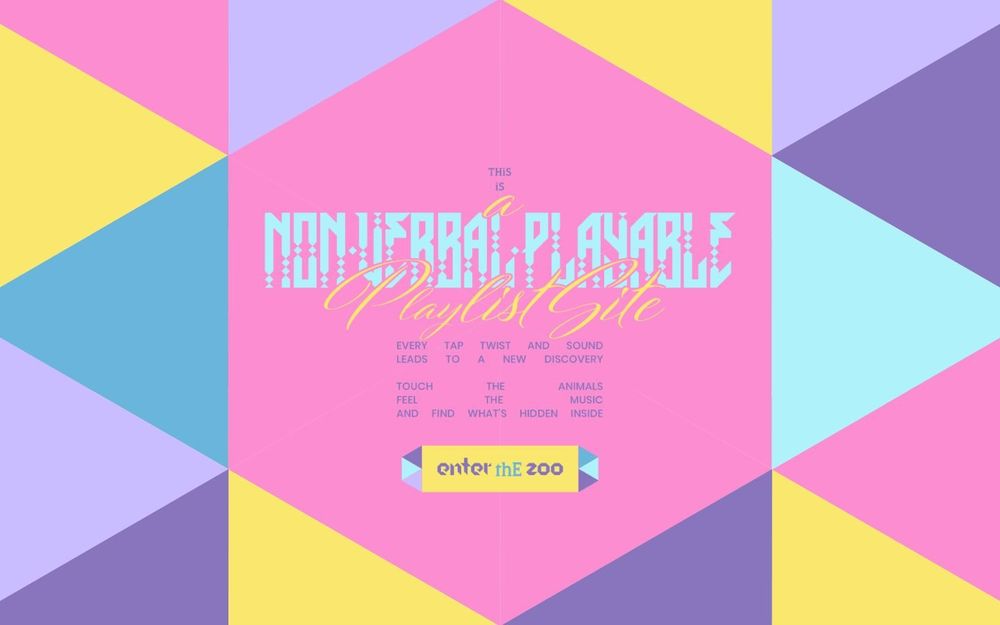 THiS
iS
a
NON-VERBAL PLAYABLE
Playlist Site
EVERY TAP TWIST AND SOUND
LEADS TO A NEW DISCOVERY
TOUCH THE ANIMALS
FEEL THE MUSIC
AND FIND WHAT'S HIDDEN INSIDE
enter thE zoo